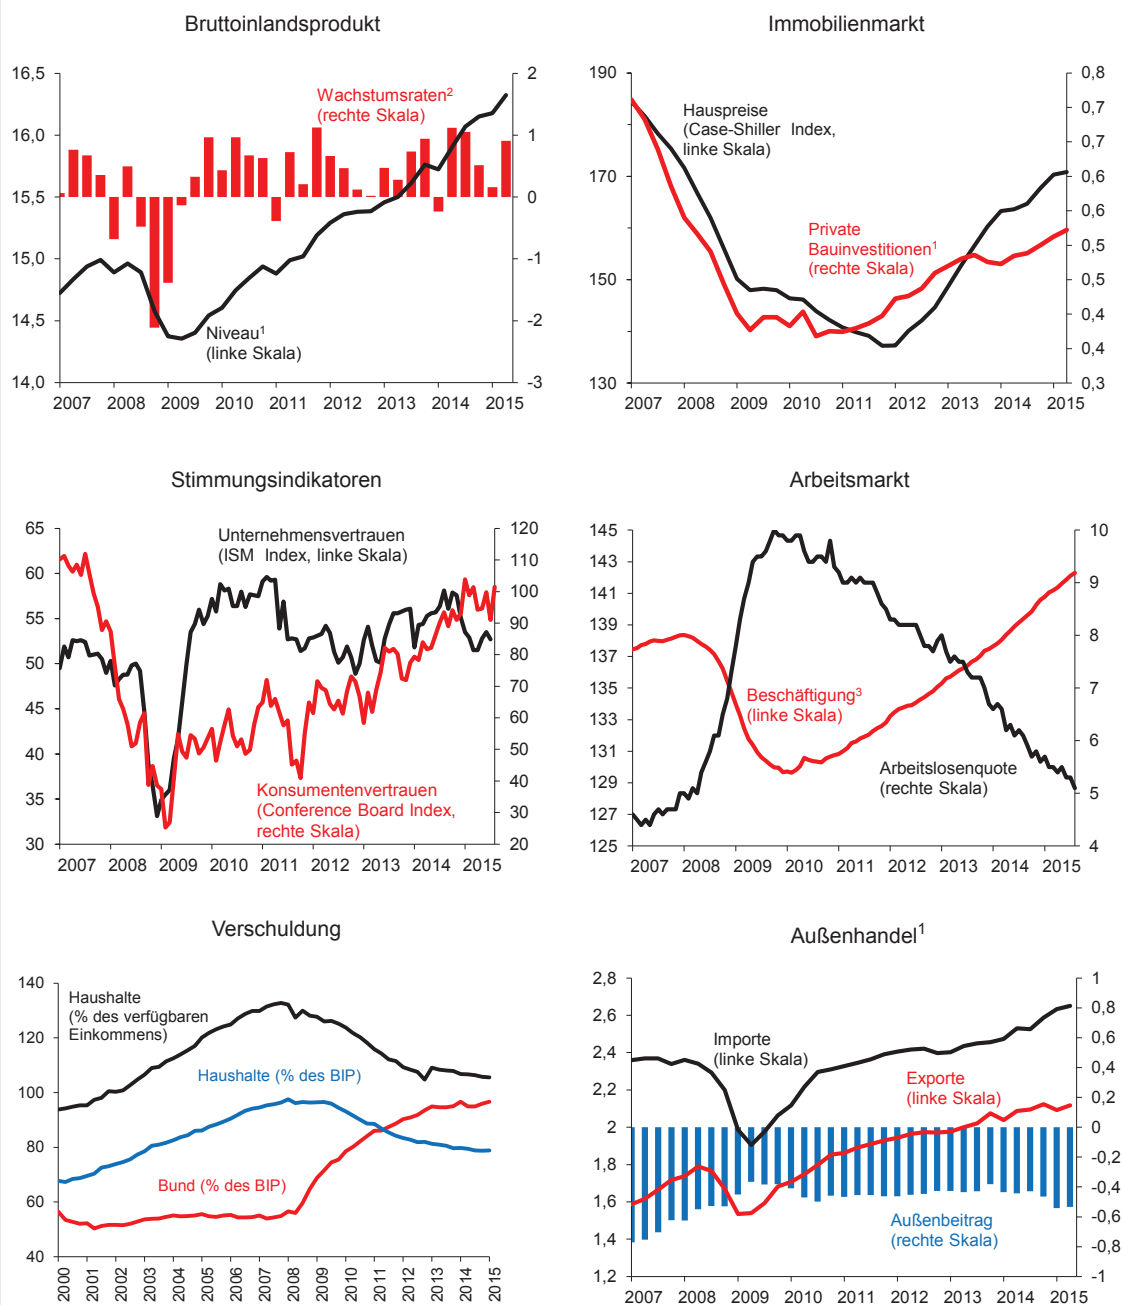 Bruttoinlandsprodukt
16,5
16,0
15,5
15,0
14,5
14,0
2
1
0
-1
-2
-3
Wachstumsraten²
(rechte Skala)
Niveau¹
(linke Skala)
2007 2008 2009 2010 2011 2012 2013 2014 2015
Immobilienmarkt
190
170
150
130
0,8
0,7
0,7
0,6
0,6
0,5
0,5
0,4
0,4
0,3
Hauspreise
(Case-Shiller Index,
linke Skala)
Private
Bauinvestitionen¹
(rechte Skala)
2007 2008 2009 2010 2011 2012 2013 2014 2015
Stimmungsindikatoren
65
60
55
50
45
40
35
30
120
110
100
90
80
70
60
50
40
30
20
Unternehmensvertrauen
(ISM Index, linke Skala)
Konsumentenvertrauen
(Conference Board Index,
rechte Skala)
2007 2008 2009 2010 2011 2012 2013 2014 2015
Arbeitsmarkt
145
143
141
139
137
135
133
131
129
127
125
10
9
8
7
6
5
4
Beschäftigung³
(linke Skala)
Arbeitslosenquote
(rechte Skala)
2007 2008 2009 2010 2011 2012 2013 2014 2015
Verschuldung
140
120
100
80
60
40
Haushalte
(% des verfügbaren
Einkommens)
Haushalte (% des BIP)
Bund (% des BIP)
2000 2001 2002 2003 2004 2005 2006 2007 2008 2009 2010 2011 2012 2013 2014 2015
Außenhandel¹
2,8
2,6
2,4
2,2
2
1,8
1,6
1,4
1,2
1
0,8
0,6
0,4
0,2
0
-0,2
-0,4
-0,6
-0,8
-1
Importe
(linke Skala)
Exporte
(linke Skala)
Außenbeitrag
(rechte Skala)
2007 2008 2009 2010 2011 2012 2013 2014 2015